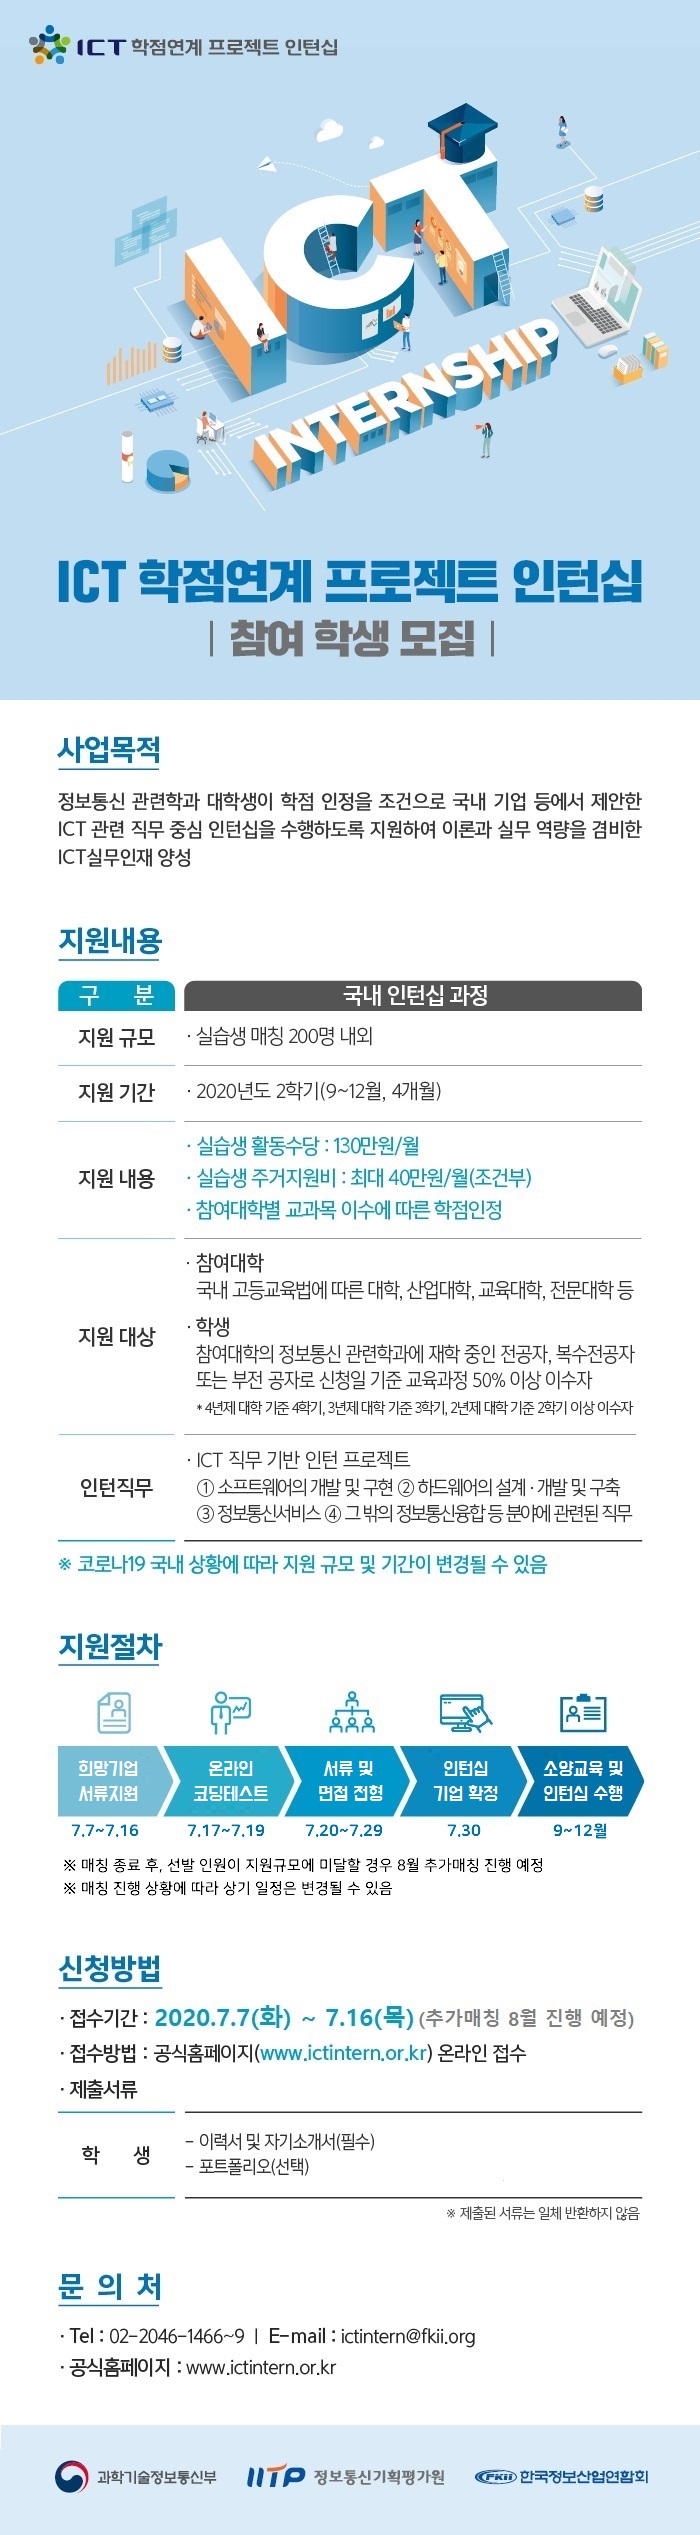 ICT 학점연계 프로젝트 인턴십
ICT
INTERNSHIP
ICT 학점연계 프로젝트 인턴십
| 참여 학생 모집 |
사업목적
정보통신 관련학과 대학생이 학점 인정을 조건으로 국내 기업 등에서 제안한
ICT 관련 직무 중심 인턴십을 수행하도록 지원하여 이론과 실무 역량을 겸비한
ICT실무인재 양성
지원내용
구 분 국내 인턴십 과정
지원 규모 · 실습생 매칭 200명 내외
지원 기간 · 2020년도 2학기(9~12월, 4개월)
지원 내용
· 실습생 활동수당 : 130만원/월
· 실습생 주거지원비 : 최대 40만원/월(조건부)
· 참여대학별 교과목 이수에 따른 학점인정
지원 대상
· 참여대학
국내 고등교육법에 따른 대학, 산업대학, 교육대학, 전문대학 등
· 학생
참여대학의 정보통신 관련학과에 재학 중인 전공자, 복수전공자
또는 부전 공자로 신청일 기준 교육과정 50% 이상 이수자
* 4년제 대학 기준 4학기, 3년제 대학 기준 3학기, 2년제 대학 기준 2학기 이상 이수자
인턴직무
· ICT 직무 기반 인턴 프로젝트
① 소프트웨어의 개발 및 구현 ② 하드웨어의 설계 · 개발 및 구축
③ 정보통신서비스 ④ 그 밖의 정보통신융합 등 분야에 관련된 직무
※ 코로나19 국내 상황에 따라 지원 규모 및 기간이 변경될 수 있음
지원절차
희망기업
서류지원
7.7~7.16
온라인
코딩테스트
7.17~7.19
서류 및
면접 전형
7.20~7.29
인턴십
기업 확정
7.30
소양교육 및
인턴십 수행
9~12월
※ 매칭 종료 후, 선발 인원이 지원규모에 미달할 경우 8월 추가매칭 진행 예정
※ 매칭 진행 상황에 따라 상기 일정은 변경될 수 있음
신청방법
· 접수기간 : 2020.7.7(화) ~ 7.16(목) (추가매칭 8월 진행 예정)
· 접수방법 : 공식홈페이지(www.ictintern.or.kr) 온라인 접수
· 제출서류
학 생
- 이력서 및 자기소개서(필수)
- 포트폴리오(선택)
※ 제출된 서류는 일체 반환하지 않음
문 의 처
· Tel : 02-2046-1466~9 | E-mail : ictintern@fkii.org
· 공식홈페이지 : www.ictintern.or.kr
과학기술정보통신부 IITP 정보통신기획평가원 FKII 한국정보산업연합회